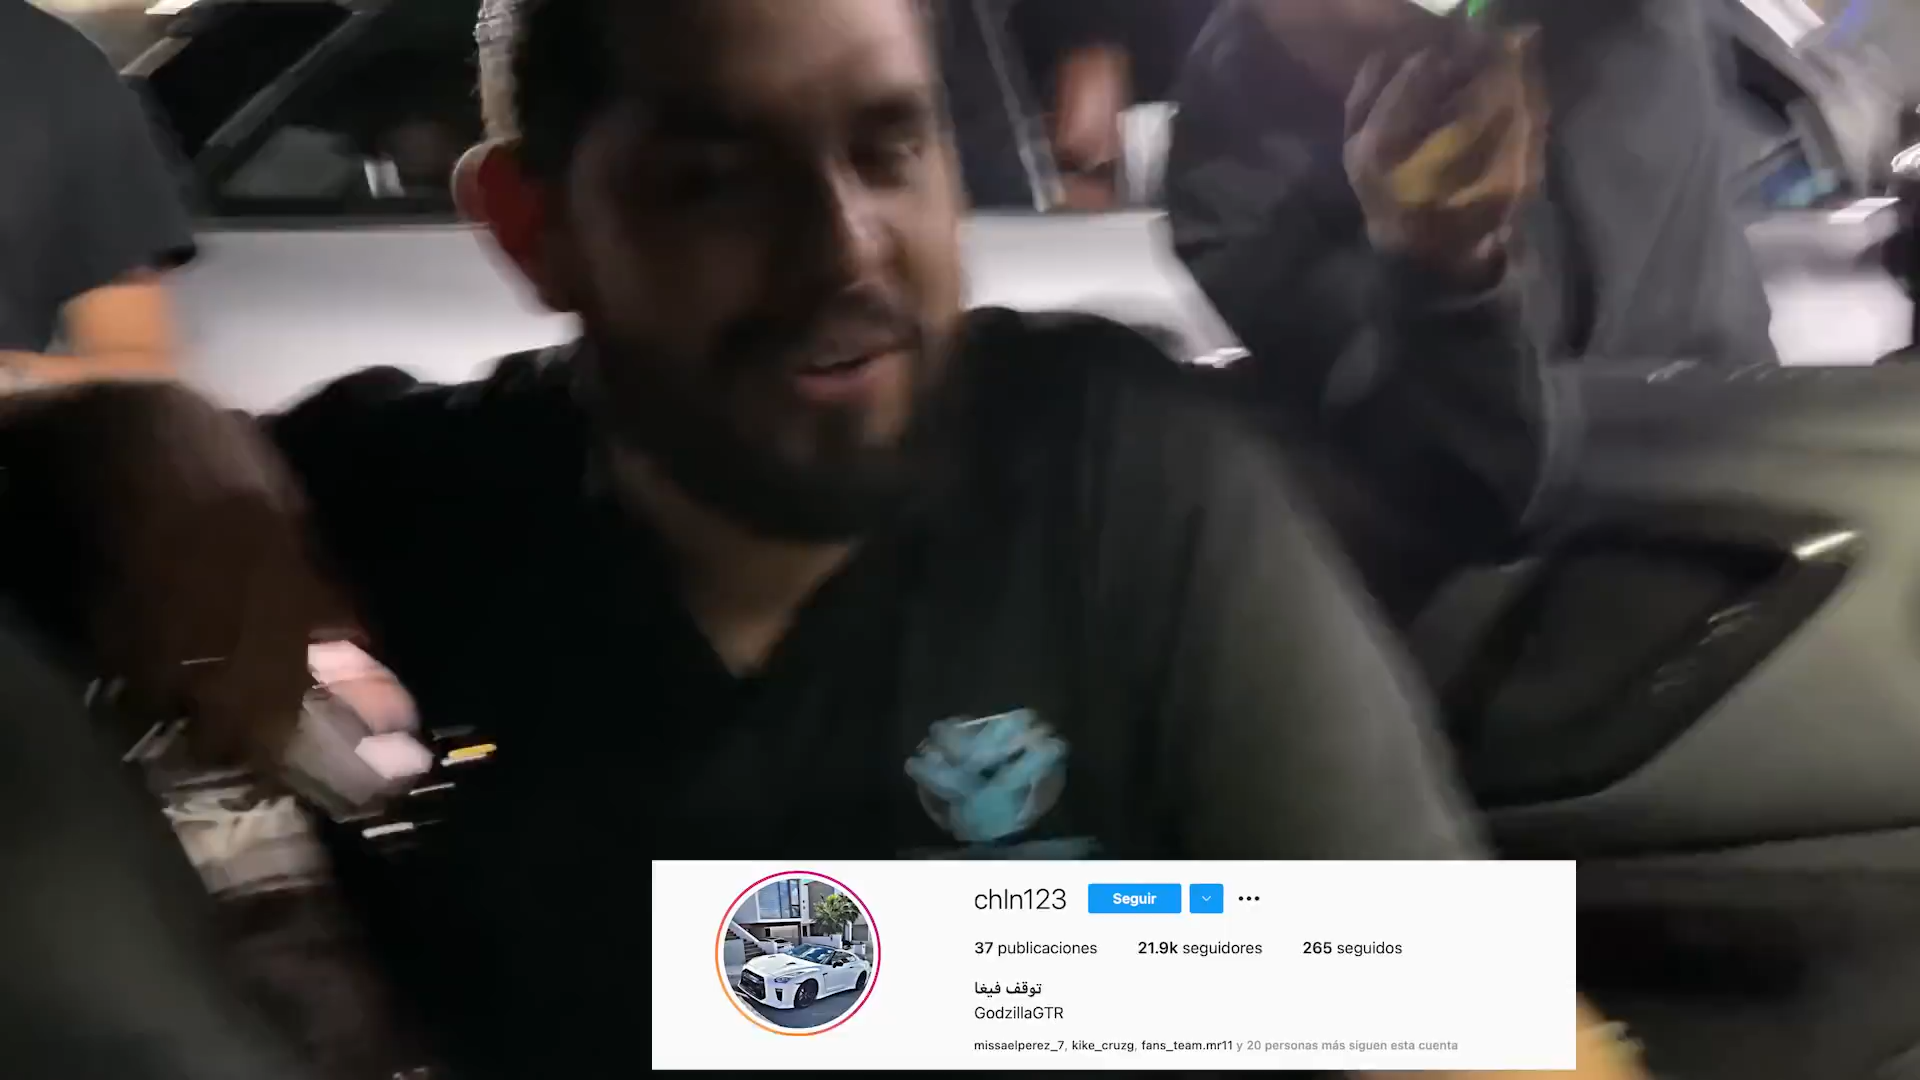 chln123 Seguir
37 publicaciones 21.9k seguidores 265 seguidos
توقف فيغا
GodzillaGTR
missaelperez_7, kike_cruzg, fans_team.mr11 y 20 personas más siguen esta cuenta